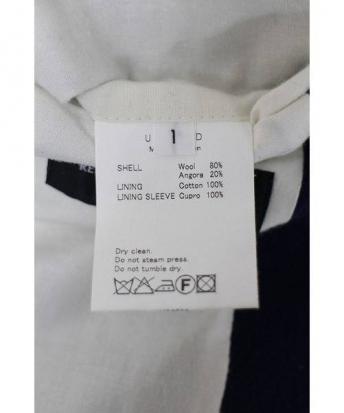 1
SHELL Wool 80%
Angora 20%
LINING Cotton 100%
LINING SLEEVE Cupro 100%
Dry clean.
Do not steam press.
Do not tumble dry.
F